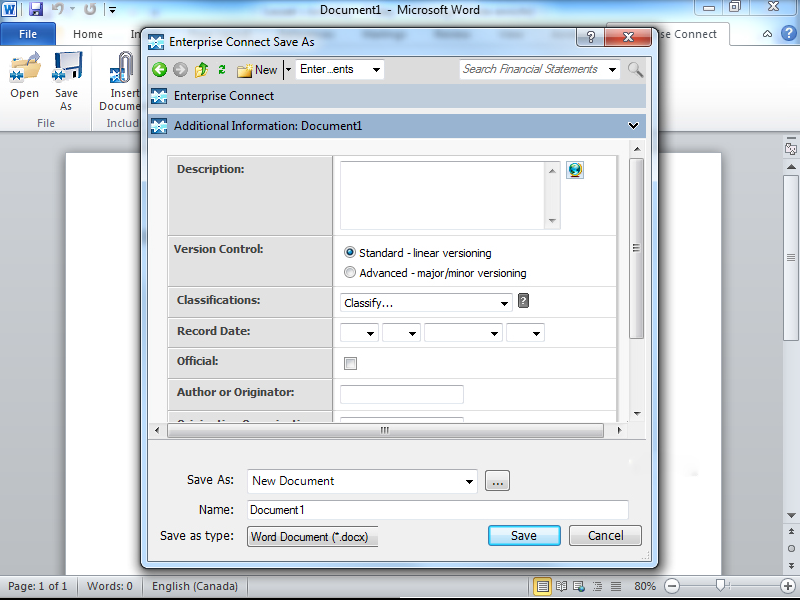 Document1 - Microsoft Word
File
Home
In
se Connect
Enterprise Connect Save As
Open
Save
As
Insert
Docume
File
Includ
New
Enter...ents
Search Financial Statements
Enterprise Connect
Additional Information: Document1
Description:
Version Control:
Standard - linear versioning
Advanced - major/minor versioning
Classifications:
Classify...
?
Record Date:
Official:
Author or Originator:
Save As:
New Document
...
Name:
Document1
Save as type:
Word Document (*.docx)
Save
Cancel
Page: 1 of 1
Words: 0
English (Canada)
80%